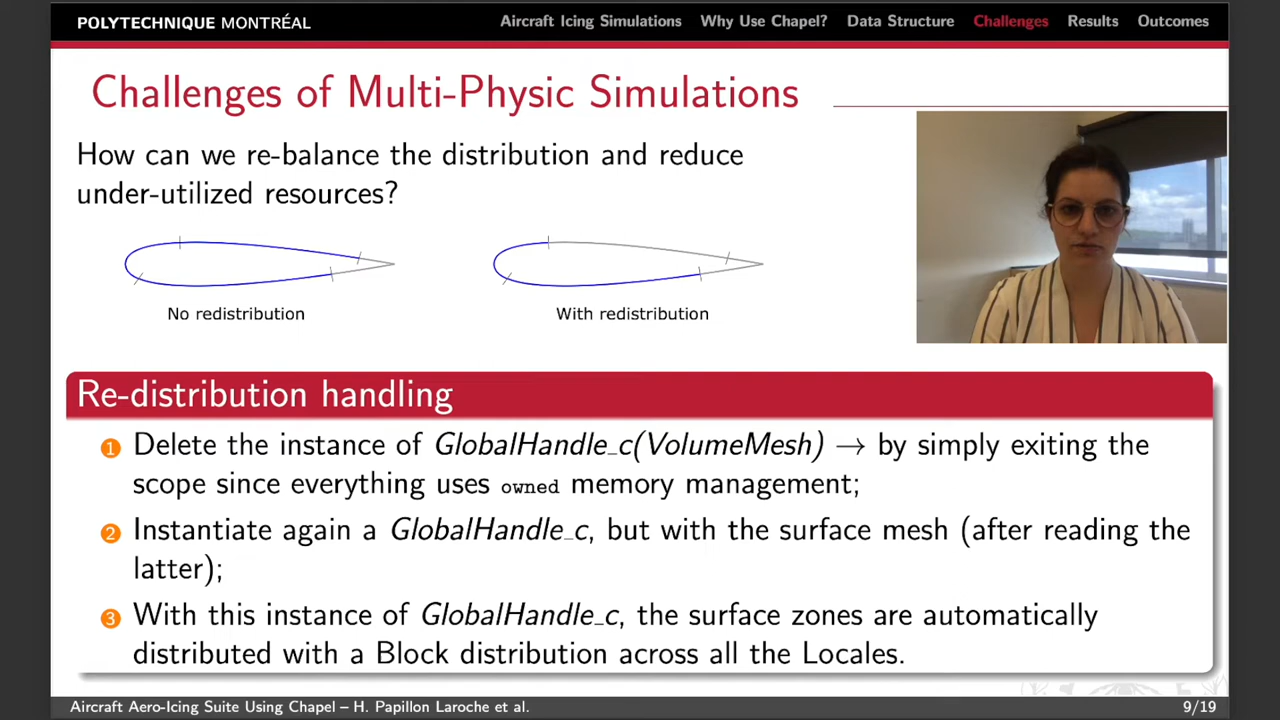 POLYTECHNIQUE MONTRÉAL
Aircraft Icing Simulations Why Use Chapel? Data Structure Challenges Results Outcomes
Challenges of Multi-Physic Simulations
How can we re-balance the distribution and reduce
under-utilized resources?
No redistribution
With redistribution
Re-distribution handling
1 Delete the instance of GlobalHandle_c(VolumeMesh) → by simply exiting the
scope since everything uses owned memory management;
2 Instantiate again a GlobalHandle_c, but with the surface mesh (after reading the
latter);
3 With this instance of GlobalHandle_c, the surface zones are automatically
distributed with a Block distribution across all the Locales.
Aircraft Aero-Icing Suite Using Chapel – H. Papillon Laroche et al.
9/19